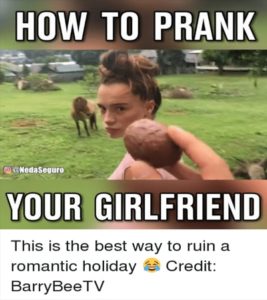 HOW TO PRANK
@NedaSeguro
YOUR GIRLFRIEND
This is the best way to ruin a
romantic holiday 😂 Credit:
BarryBeeTV